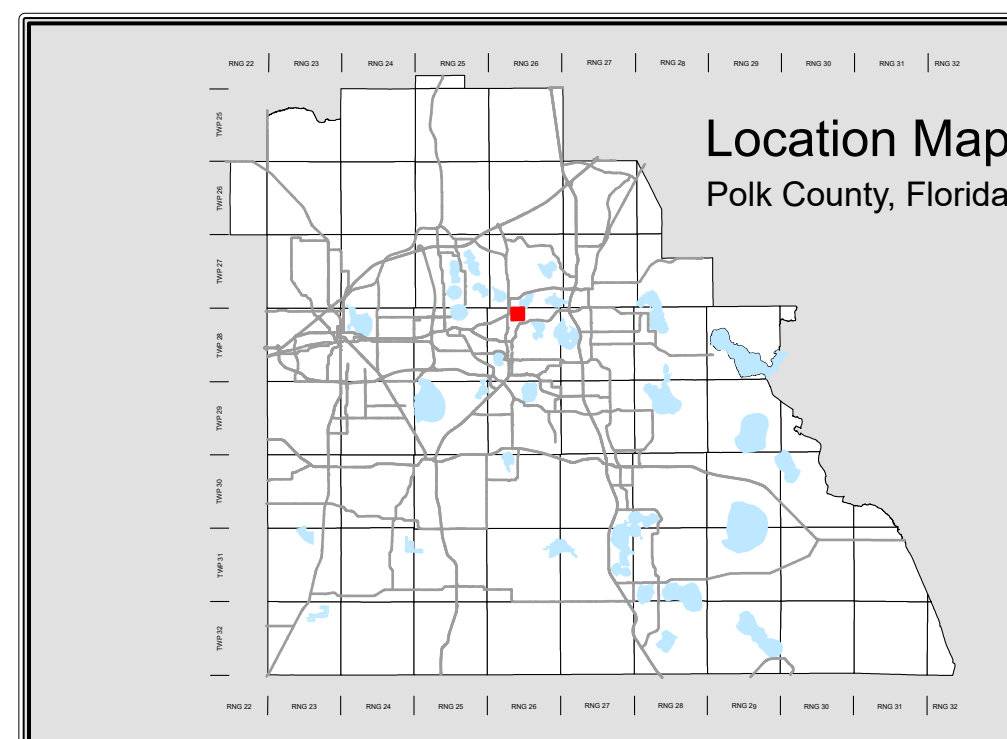 RNG 22 RNG 23 RNG 24 RNG 25 RNG 26 RNG 27 RNG 28 RNG 29 RNG 30 RNG 31 RNG 32
Location Map
Polk County, Florida
TWP 25
TWP 26
TWP 27
TWP 28
TWP 29
TWP 30
TWP 31
TWP 32
RNG 22 RNG 23 RNG 24 RNG 25 RNG 26 RNG 27 RNG 28 RNG 29 RNG 30 RNG 31 RNG 32